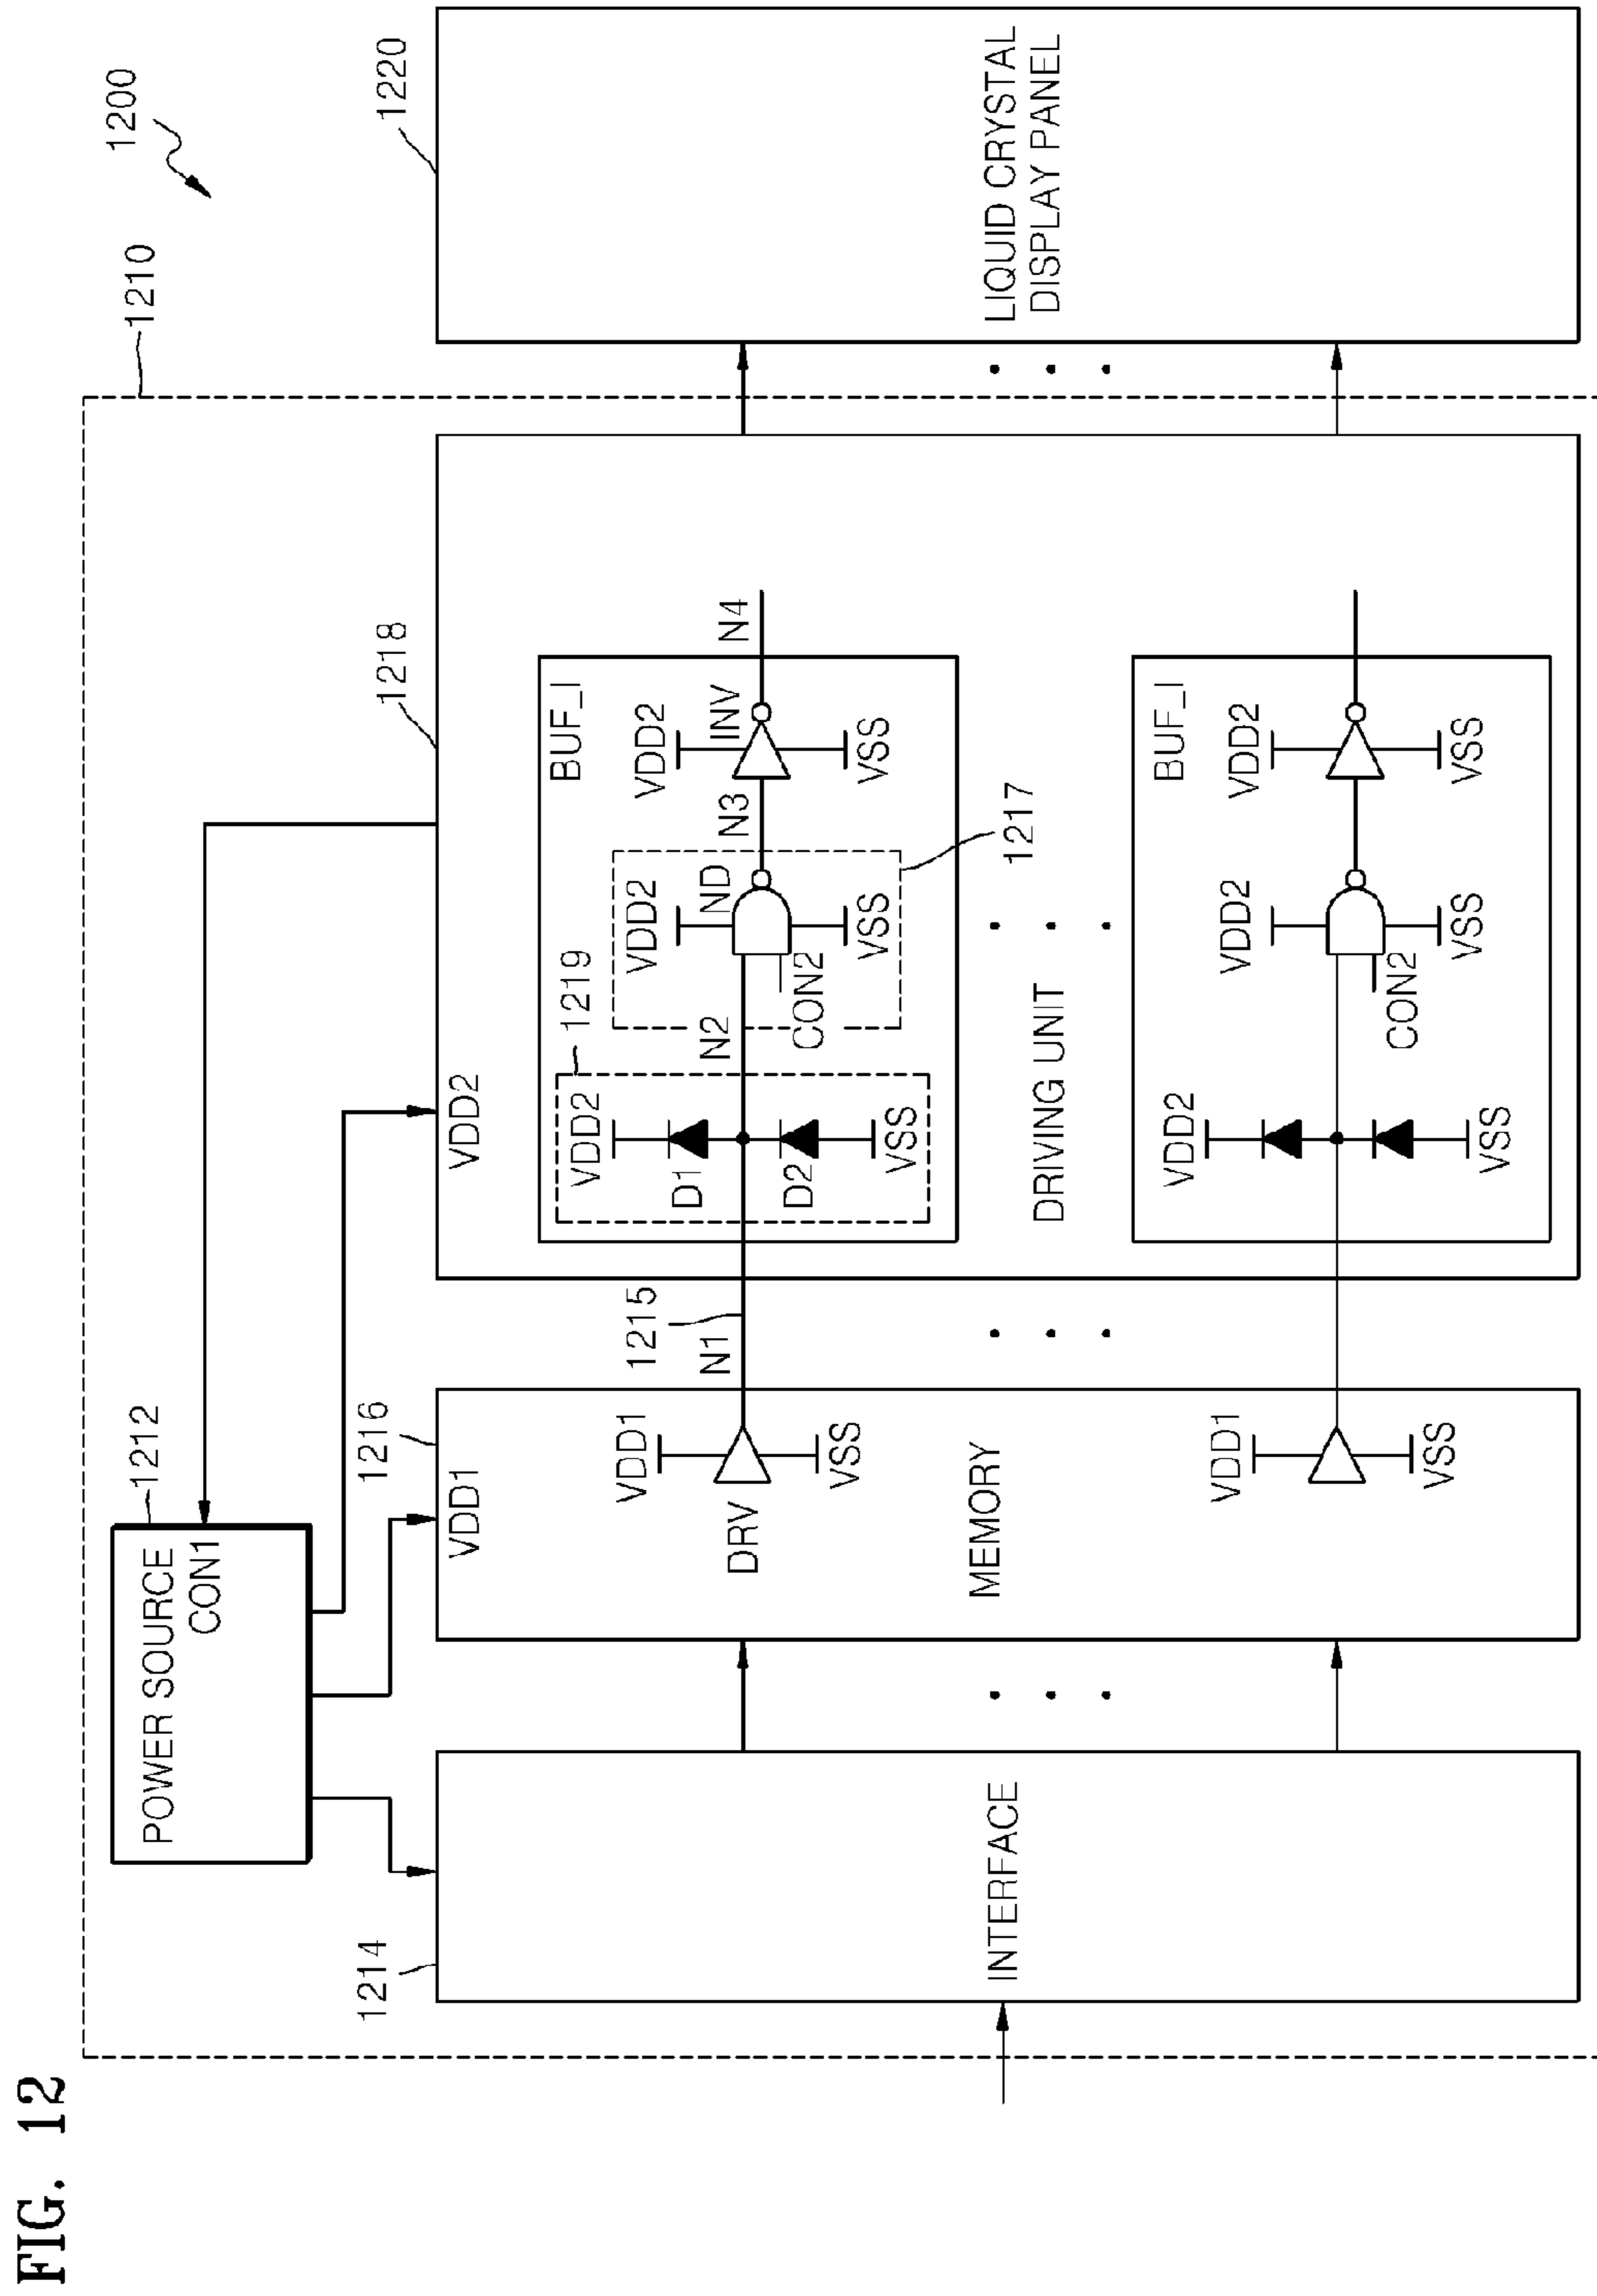 FIG. 12
1200
1210
1212
POWER SOURCE
CON1
1214
INTERFACE
1216
VDD1
MEMORY
VDD1
DRV
VSS
VDD1
VSS
N1
1215
1218
VDD2
DRIVING UNIT
BUF_I
1219
VDD2
D1
D2
VSS
N2
VDD2
ND
CON2
VSS
1217
N3
VDD2
INV
VSS
N4
BUF_I
VDD2
VSS
VDD2
CON2
VSS
VDD2
VSS
1220
LIQUID CRYSTAL
DISPLAY PANEL